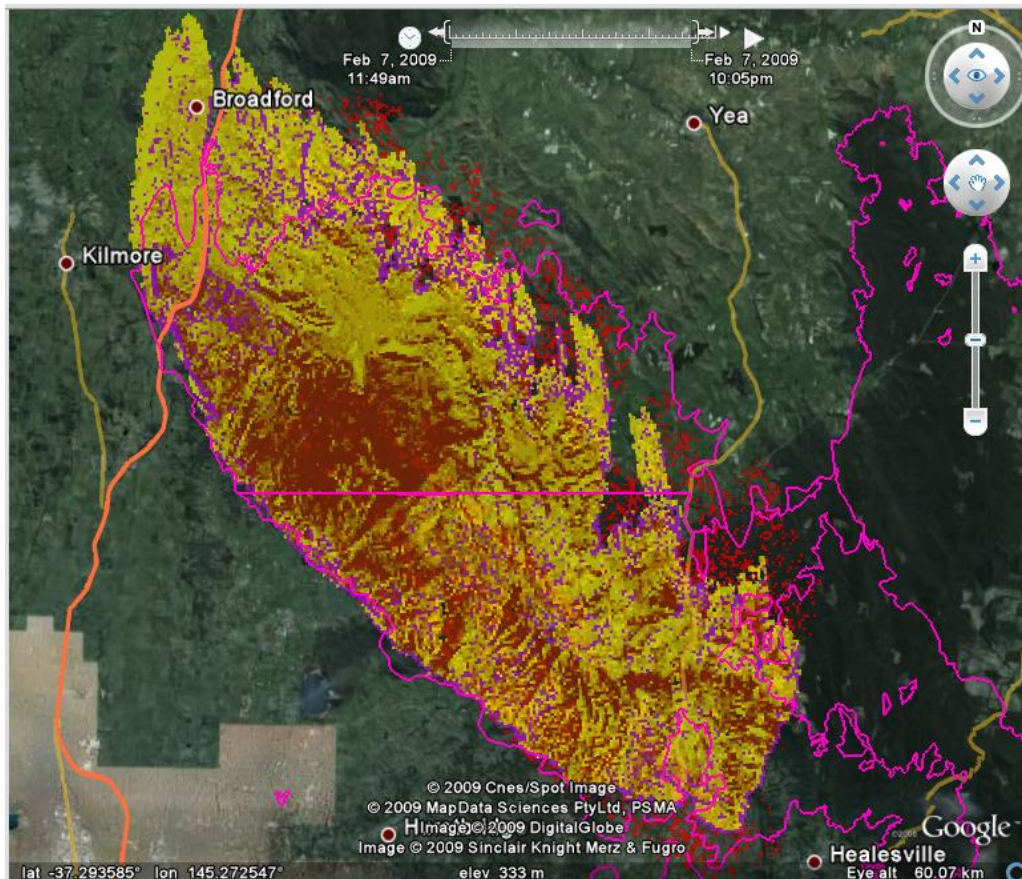 Feb 7, 2009
11:49am
Feb 7, 2009
10:05pm
N
Broadford
Yea
Kilmore
© 2009 Cnes/Spot Image
© 2009 MapData Sciences PtyLtd, PSMA
Image © 2009 DigitalGlobe
Image © 2009 Sinclair Knight Merz & Fugro
Google
Healesville
lat -37.293585° lon 145.272547°
elev 333 m
Eye alt 60.07 km